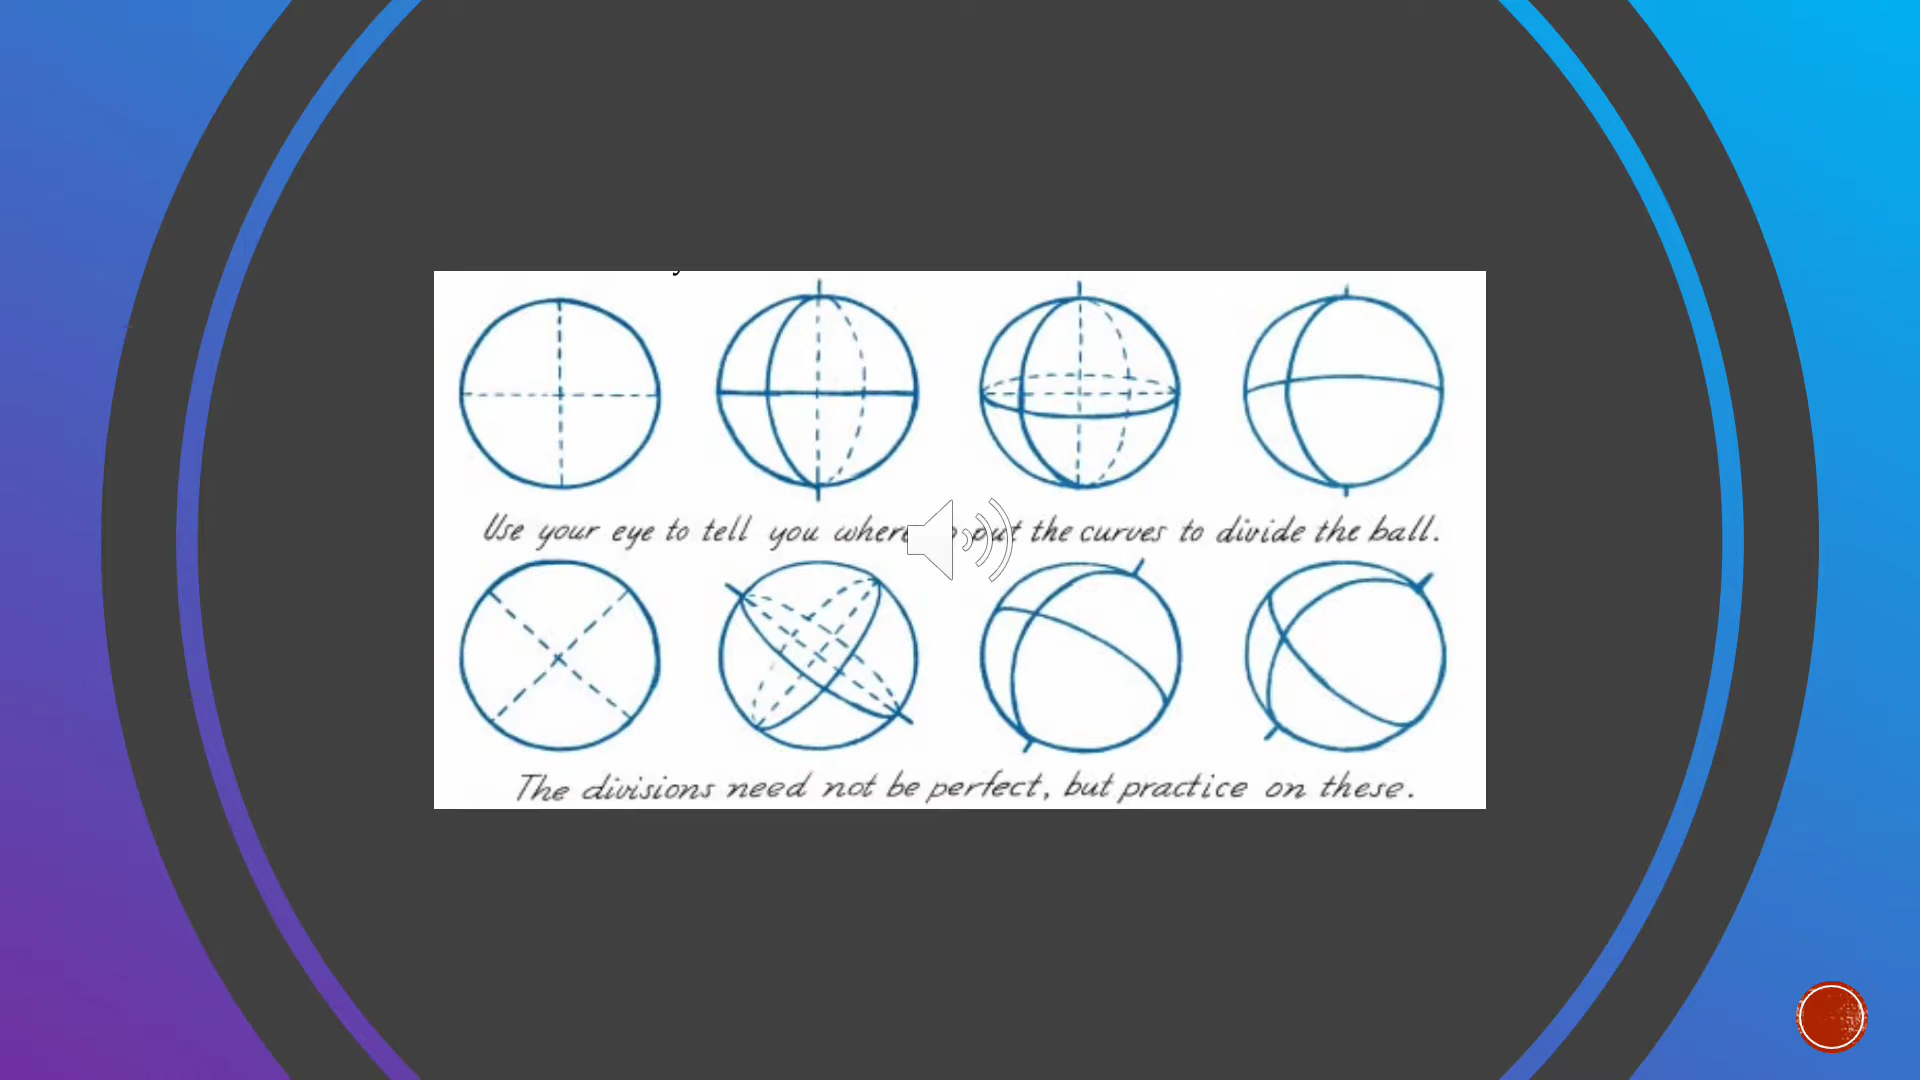 Use your eye to tell you where put the curves to divide the ball.
The divisions need not be perfect, but practice on these.